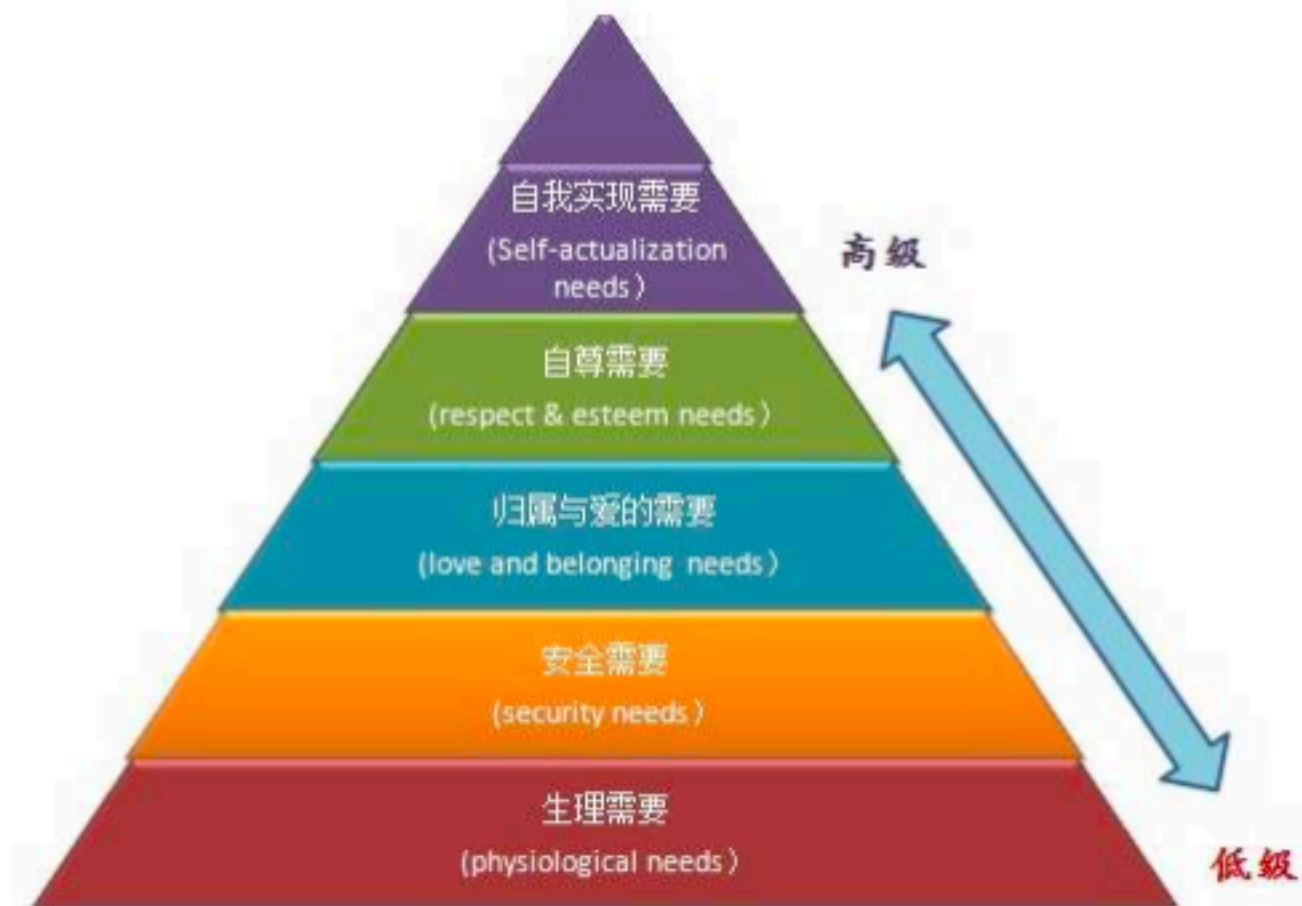 自我实现需要
(Self-actualization
needs）
高级
自尊需要
(respect & esteem needs）
归属与爱的需要
(love and belonging needs）
安全需要
(security needs）
生理需要
(physiological needs）
低级